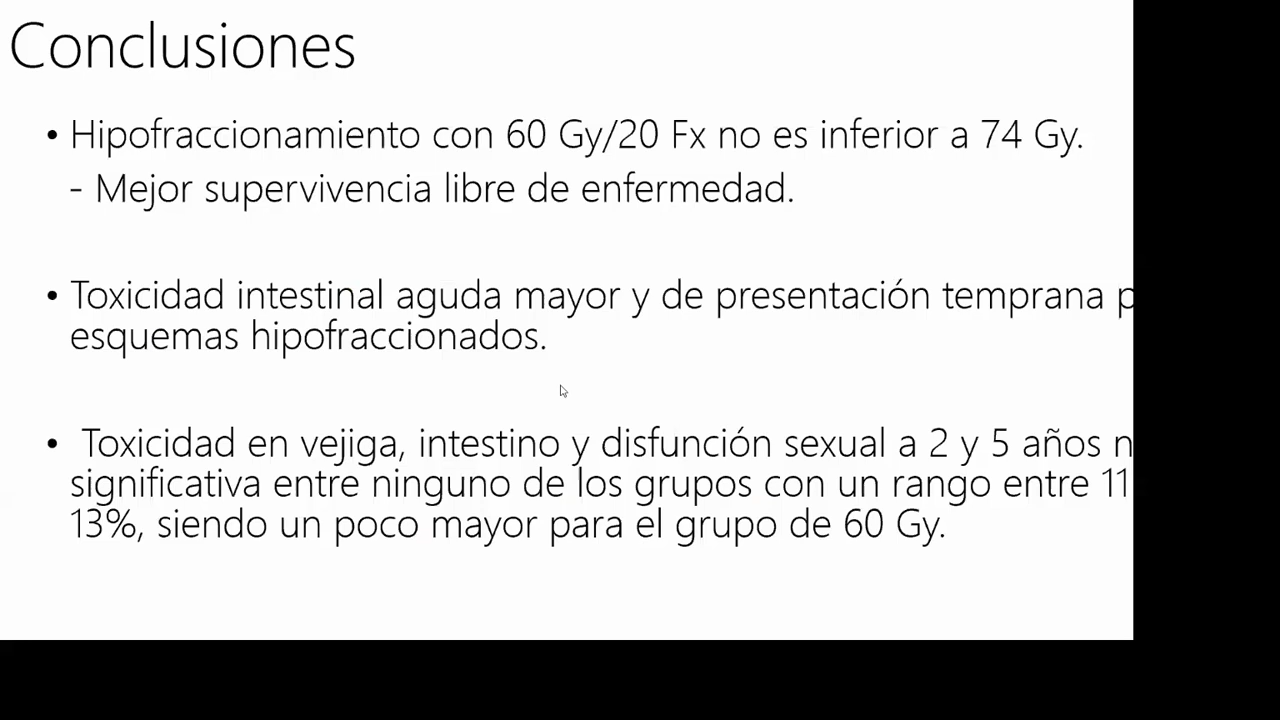 Conclusiones
• Hipofraccionamiento con 60 Gy/20 Fx no es inferior a 74 Gy.
- Mejor supervivencia libre de enfermedad.
• Toxicidad intestinal aguda mayor y de presentación temprana
esquemas hipofraccionados.
• Toxicidad en vejiga, intestino y disfunción sexual a 2 y 5 años
significativa entre ninguno de los grupos con un rango entre 11
13%, siendo un poco mayor para el grupo de 60 Gy.